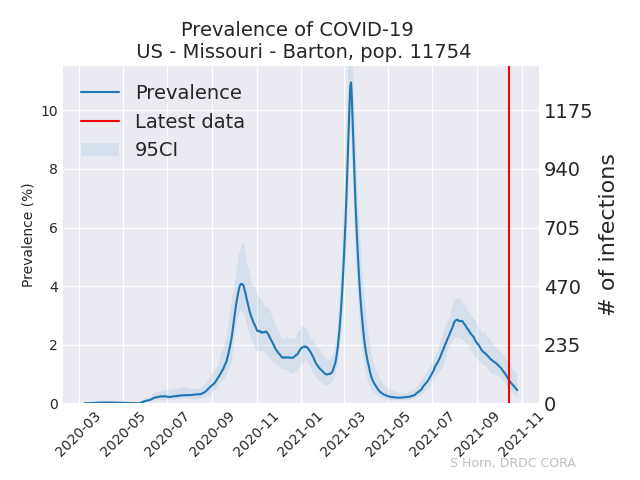 Prevalence of COVID-19
US - Missouri - Barton, pop. 11754
Prevalence
Latest data
95CI
Prevalence (%)
10
8
6
4
2
0
1175
940
705
470
235
0
# of infections
2020-03
2020-05
2020-07
2020-09
2020-11
2021-01
2021-03
2021-05
2021-07
2021-09
2021-11
S Horn, DRDC CORA